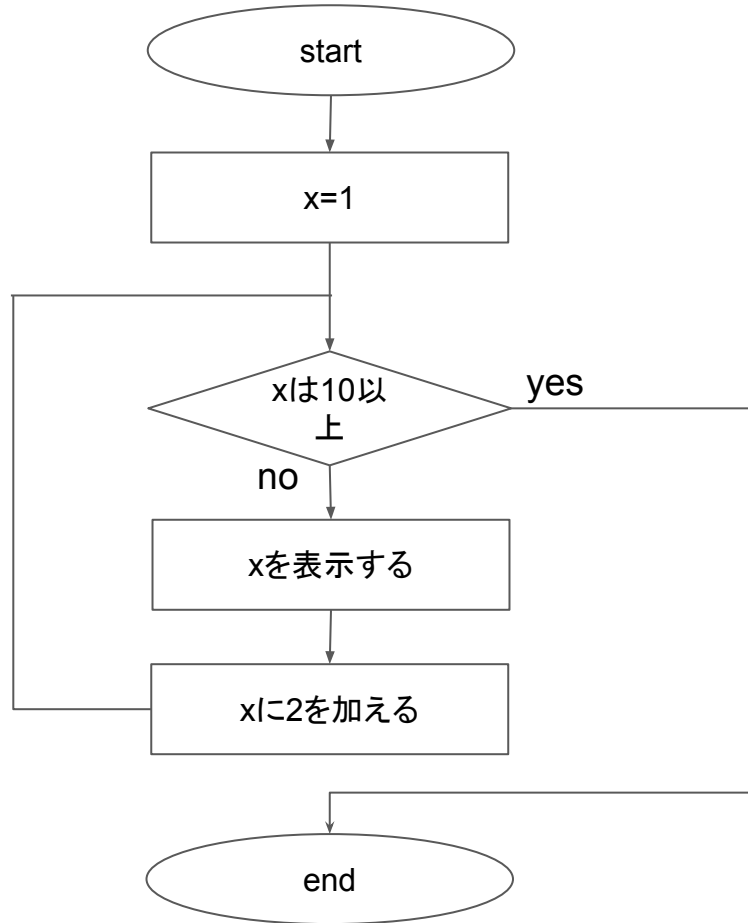 start
x=1
xは10以
上
yes
no
xを表示する
xに2を加える
end